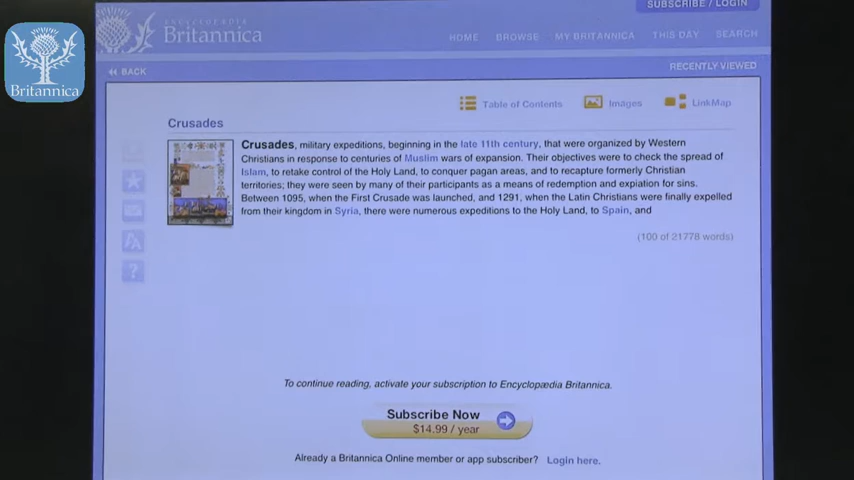 SUBSCRIBE / LOGIN
ENCYCLOPÆDIA
Britannica
HOME BROWSE MY BRITANNICA THIS DAY SEARCH
BACK
RECENTLY VIEWED
Britannica
Table of Contents Images LinkMap
Crusades
Crusades, military expeditions, beginning in the late 11th century, that were organized by Western
Christians in response to centuries of Muslim wars of expansion. Their objectives were to check the spread of
Islam, to retake control of the Holy Land, to conquer pagan areas, and to recapture formerly Christian
territories; they were seen by many of their participants as a means of redemption and expiation for sins.
Between 1095, when the First Crusade was launched, and 1291, when the Latin Christians were finally expelled
from their kingdom in Syria, there were numerous expeditions to the Holy Land, to Spain, and
(100 of 21778 words)
AA
?
To continue reading, activate your subscription to Encyclopædia Britannica.
Subscribe Now
$14.99 / year
Already a Britannica Online member or app subscriber? Login here.